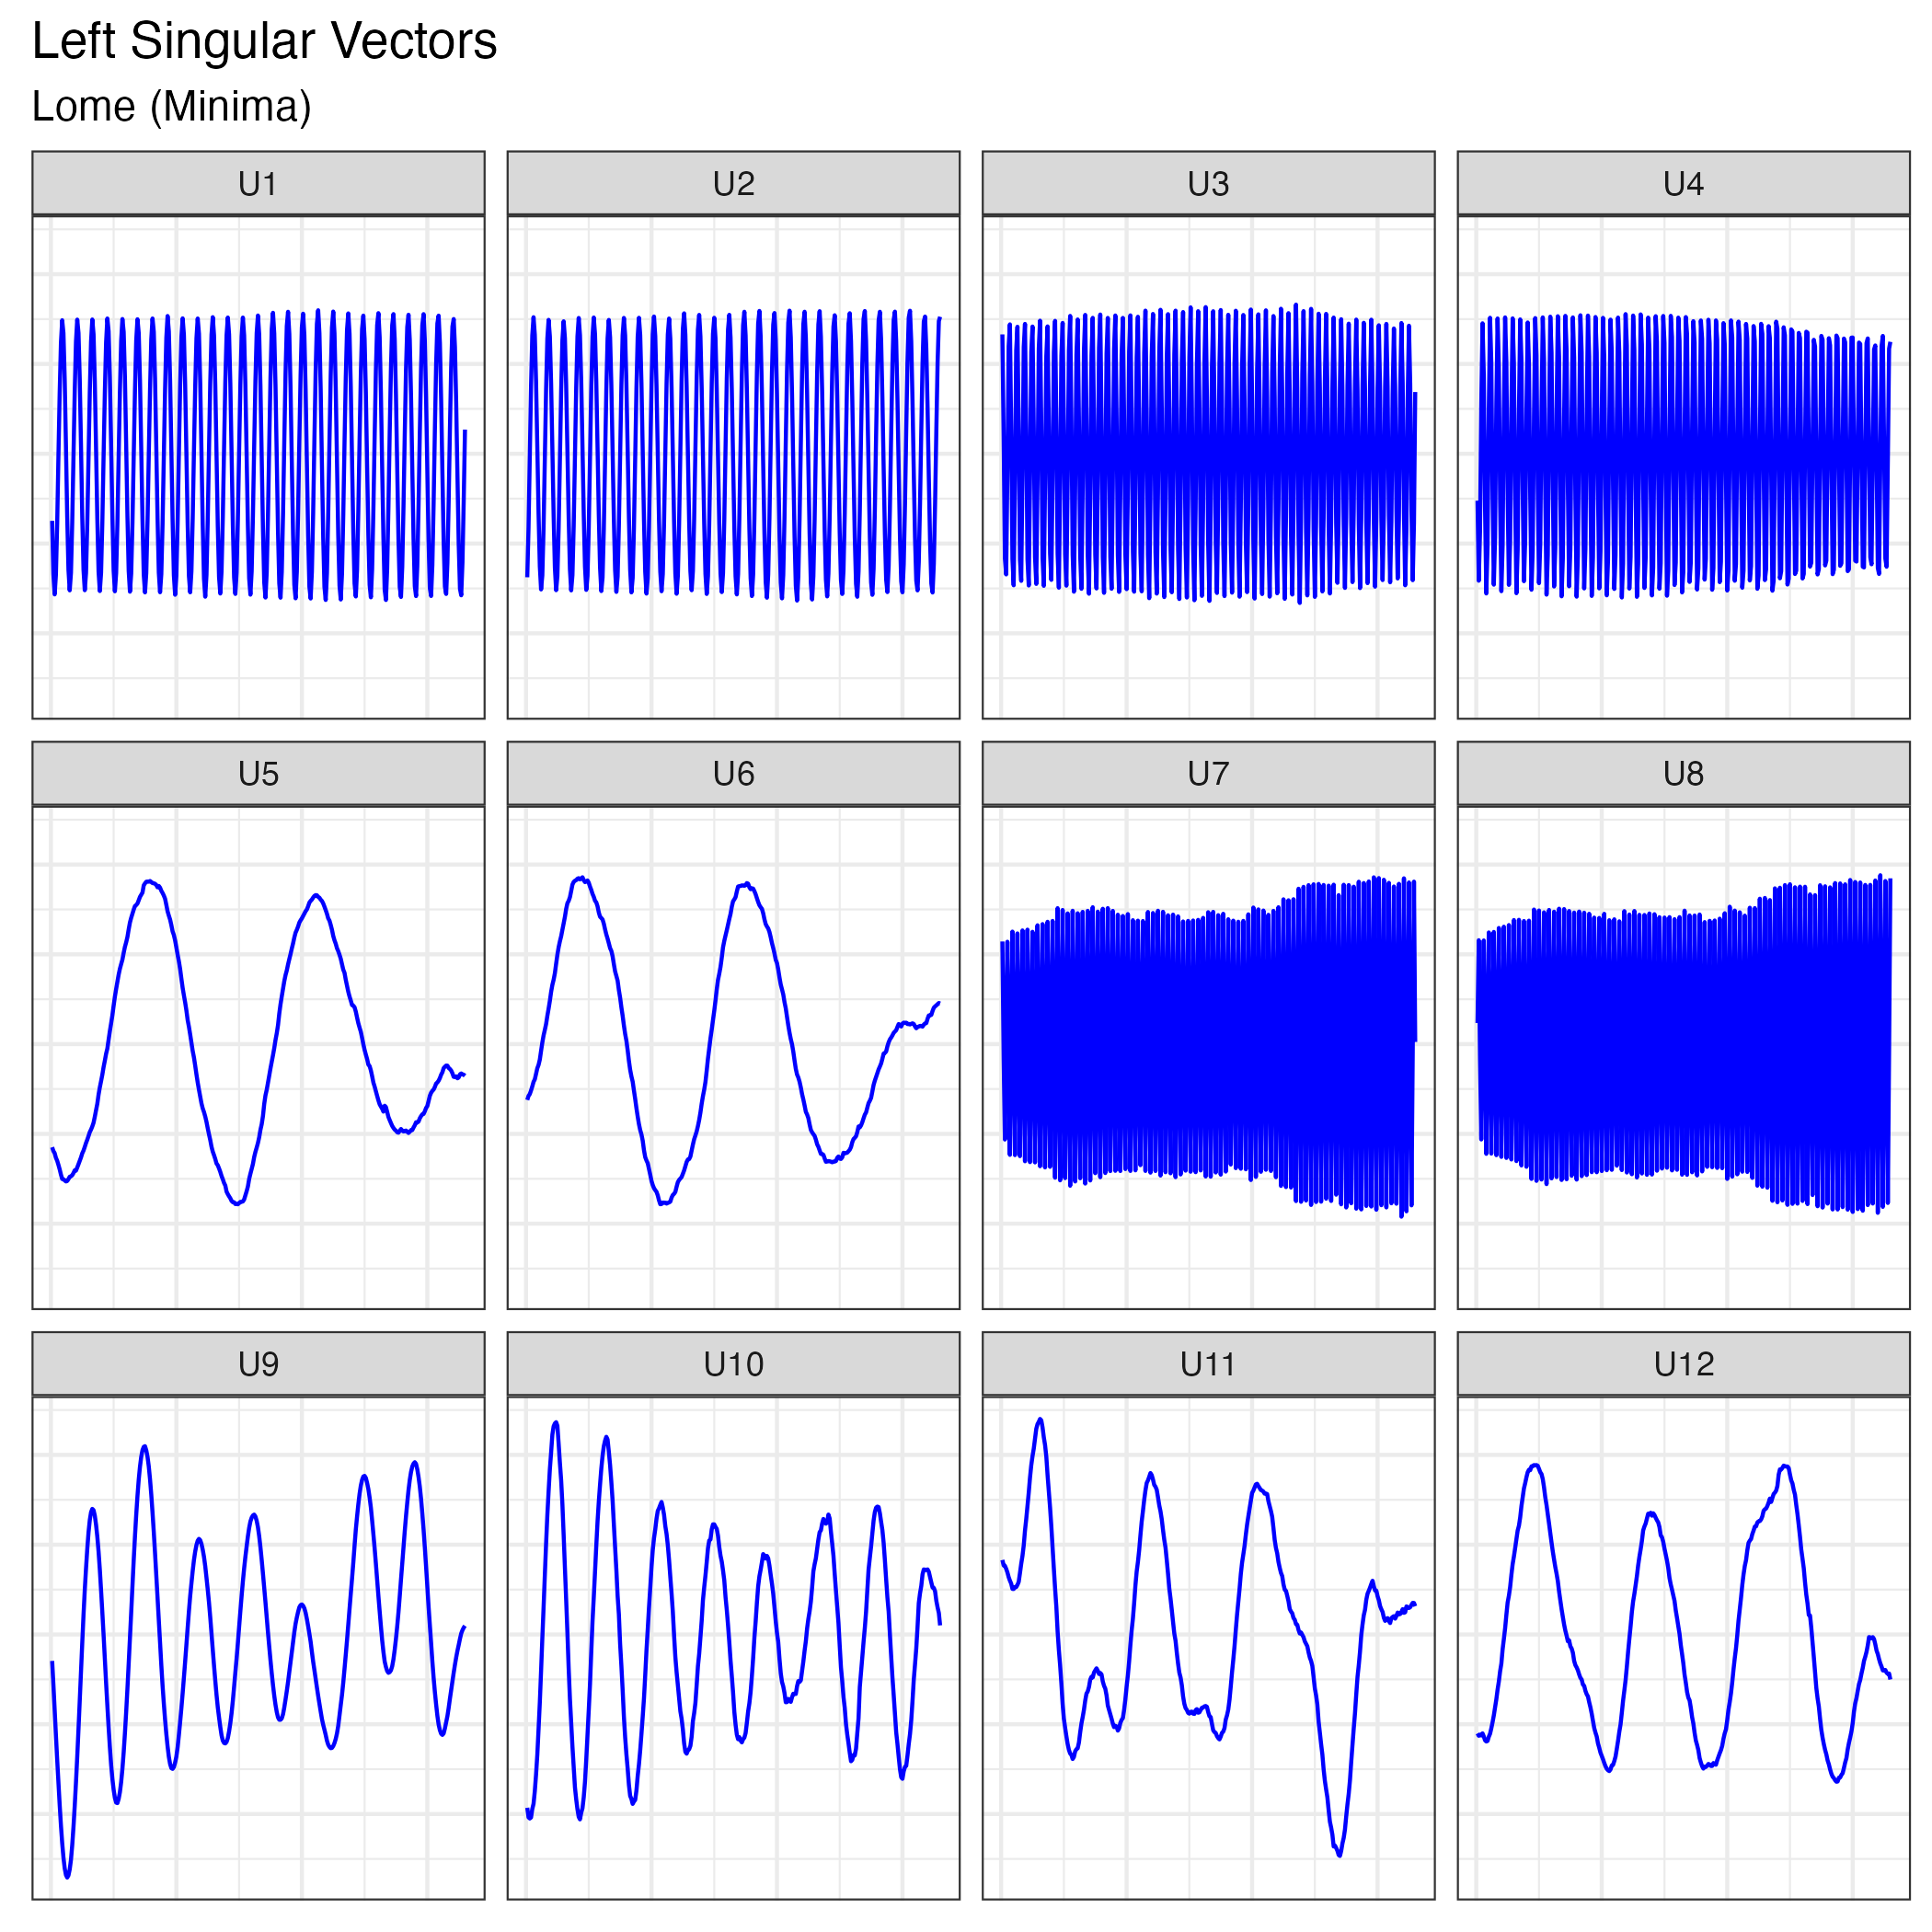 Left Singular Vectors
Lome (Minima)
U1 U2 U3 U4
U5 U6 U7 U8
U9 U10 U11 U12